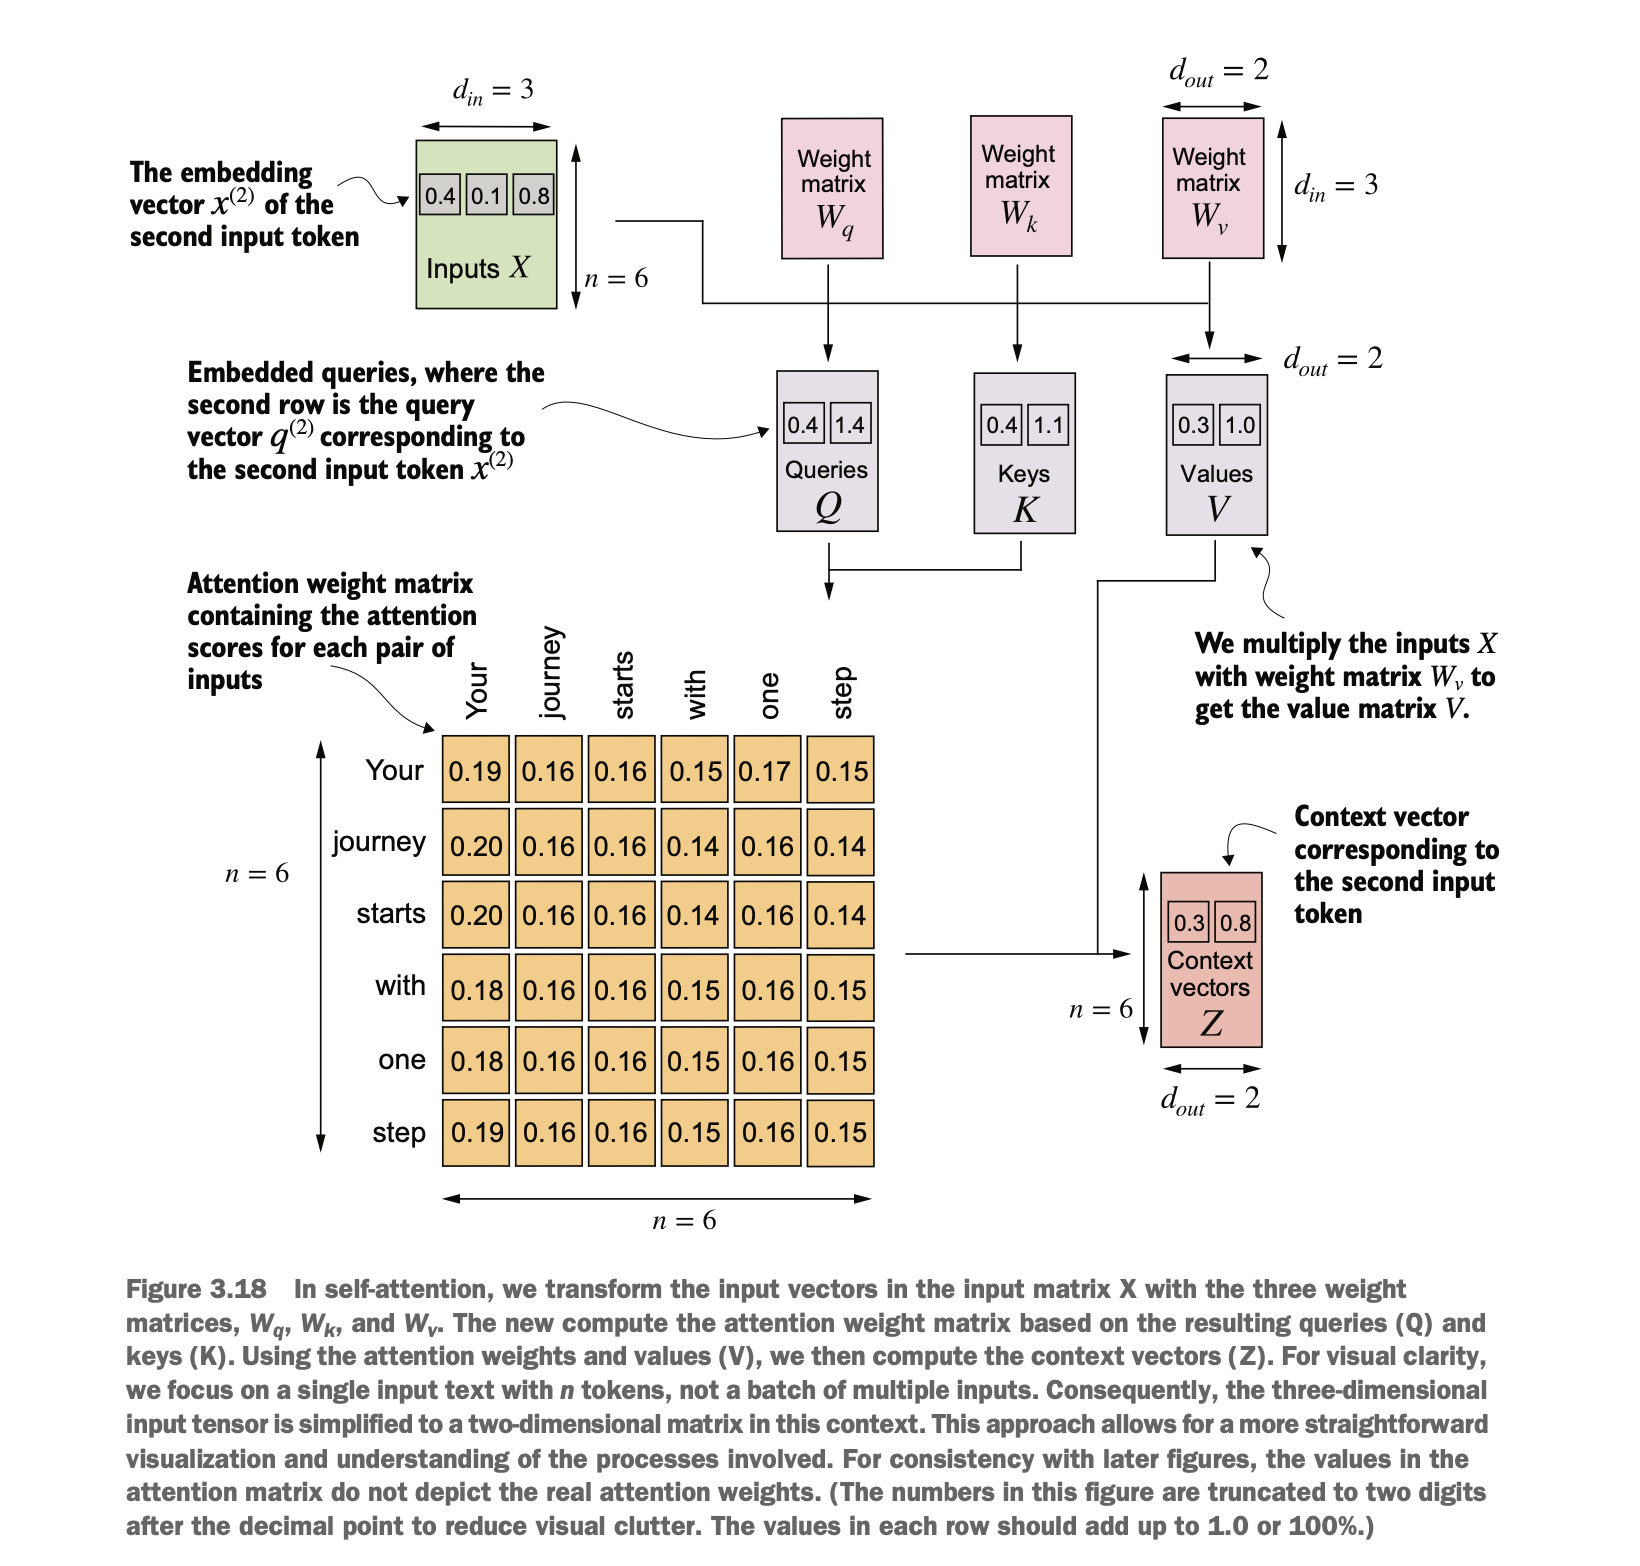 d_in = 3
d_out = 2
The embedding
vector x^(2) of the
second input token
0.4 0.1 0.8
Inputs X
n = 6
Weight
matrix
W_q
Weight
matrix
W_k
Weight
matrix
W_v
d_in = 3
d_out = 2
Embedded queries, where the
second row is the query
vector q^(2) corresponding to
the second input token x^(2)
0.4 1.4
Queries
Q
0.4 1.1
Keys
K
0.3 1.0
Values
V
We multiply the inputs X
with weight matrix W_v to
get the value matrix V.
Attention weight matrix
containing the attention
scores for each pair of
inputs
Your journey starts with one step
Your 0.19 0.16 0.16 0.15 0.17 0.15
journey 0.20 0.16 0.16 0.14 0.16 0.14
starts 0.20 0.16 0.16 0.14 0.16 0.14
with 0.18 0.16 0.16 0.15 0.16 0.15
one 0.18 0.16 0.16 0.15 0.16 0.15
step 0.19 0.16 0.16 0.15 0.16 0.15
n = 6
n = 6
Context vector
corresponding to
the second input
token
0.3 0.8
Context
vectors
Z
n = 6
d_out = 2
Figure 3.18 In self-attention, we transform the input vectors in the input matrix X with the three weight
matrices, W_q, W_k, and W_v. The new compute the attention weight matrix based on the resulting queries (Q) and
keys (K). Using the attention weights and values (V), we then compute the context vectors (Z). For visual clarity,
we focus on a single input text with n tokens, not a batch of multiple inputs. Consequently, the three-dimensional
input tensor is simplified to a two-dimensional matrix in this context. This approach allows for a more straightforward
visualization and understanding of the processes involved. For consistency with later figures, the values in the
attention matrix do not depict the real attention weights. (The numbers in this figure are truncated to two digits
after the decimal point to reduce visual clutter. The values in each row should add up to 1.0 or 100%.)